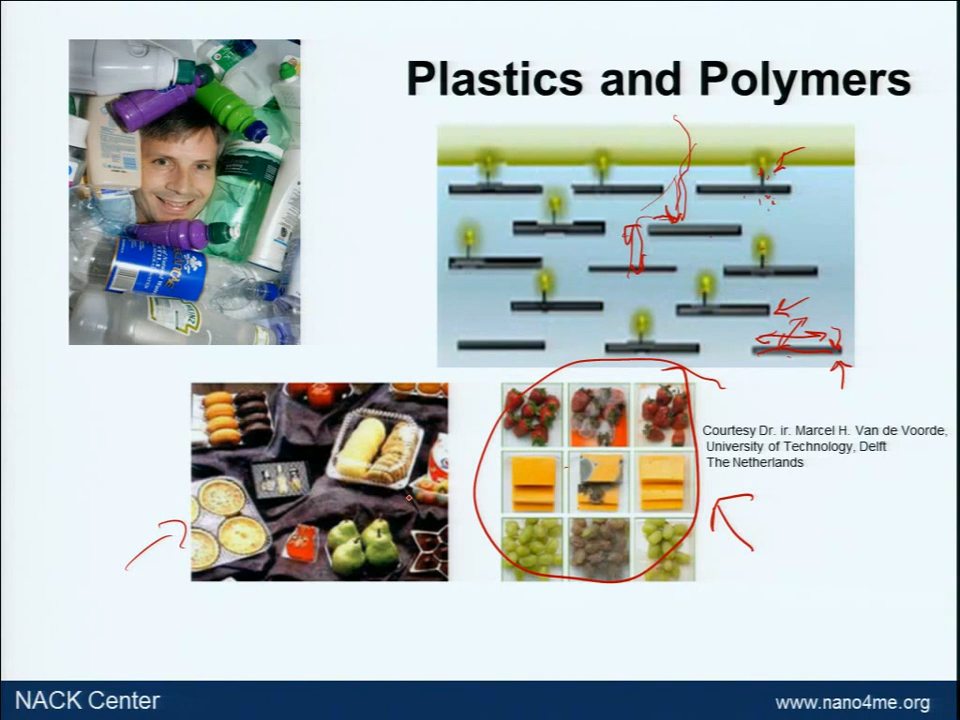 Plastics and Polymers
HEINZ
Courtesy Dr. ir. Marcel H. Van de Voorde,
University of Technology, Delft
The Netherlands
NACK Center
www.nano4me.org